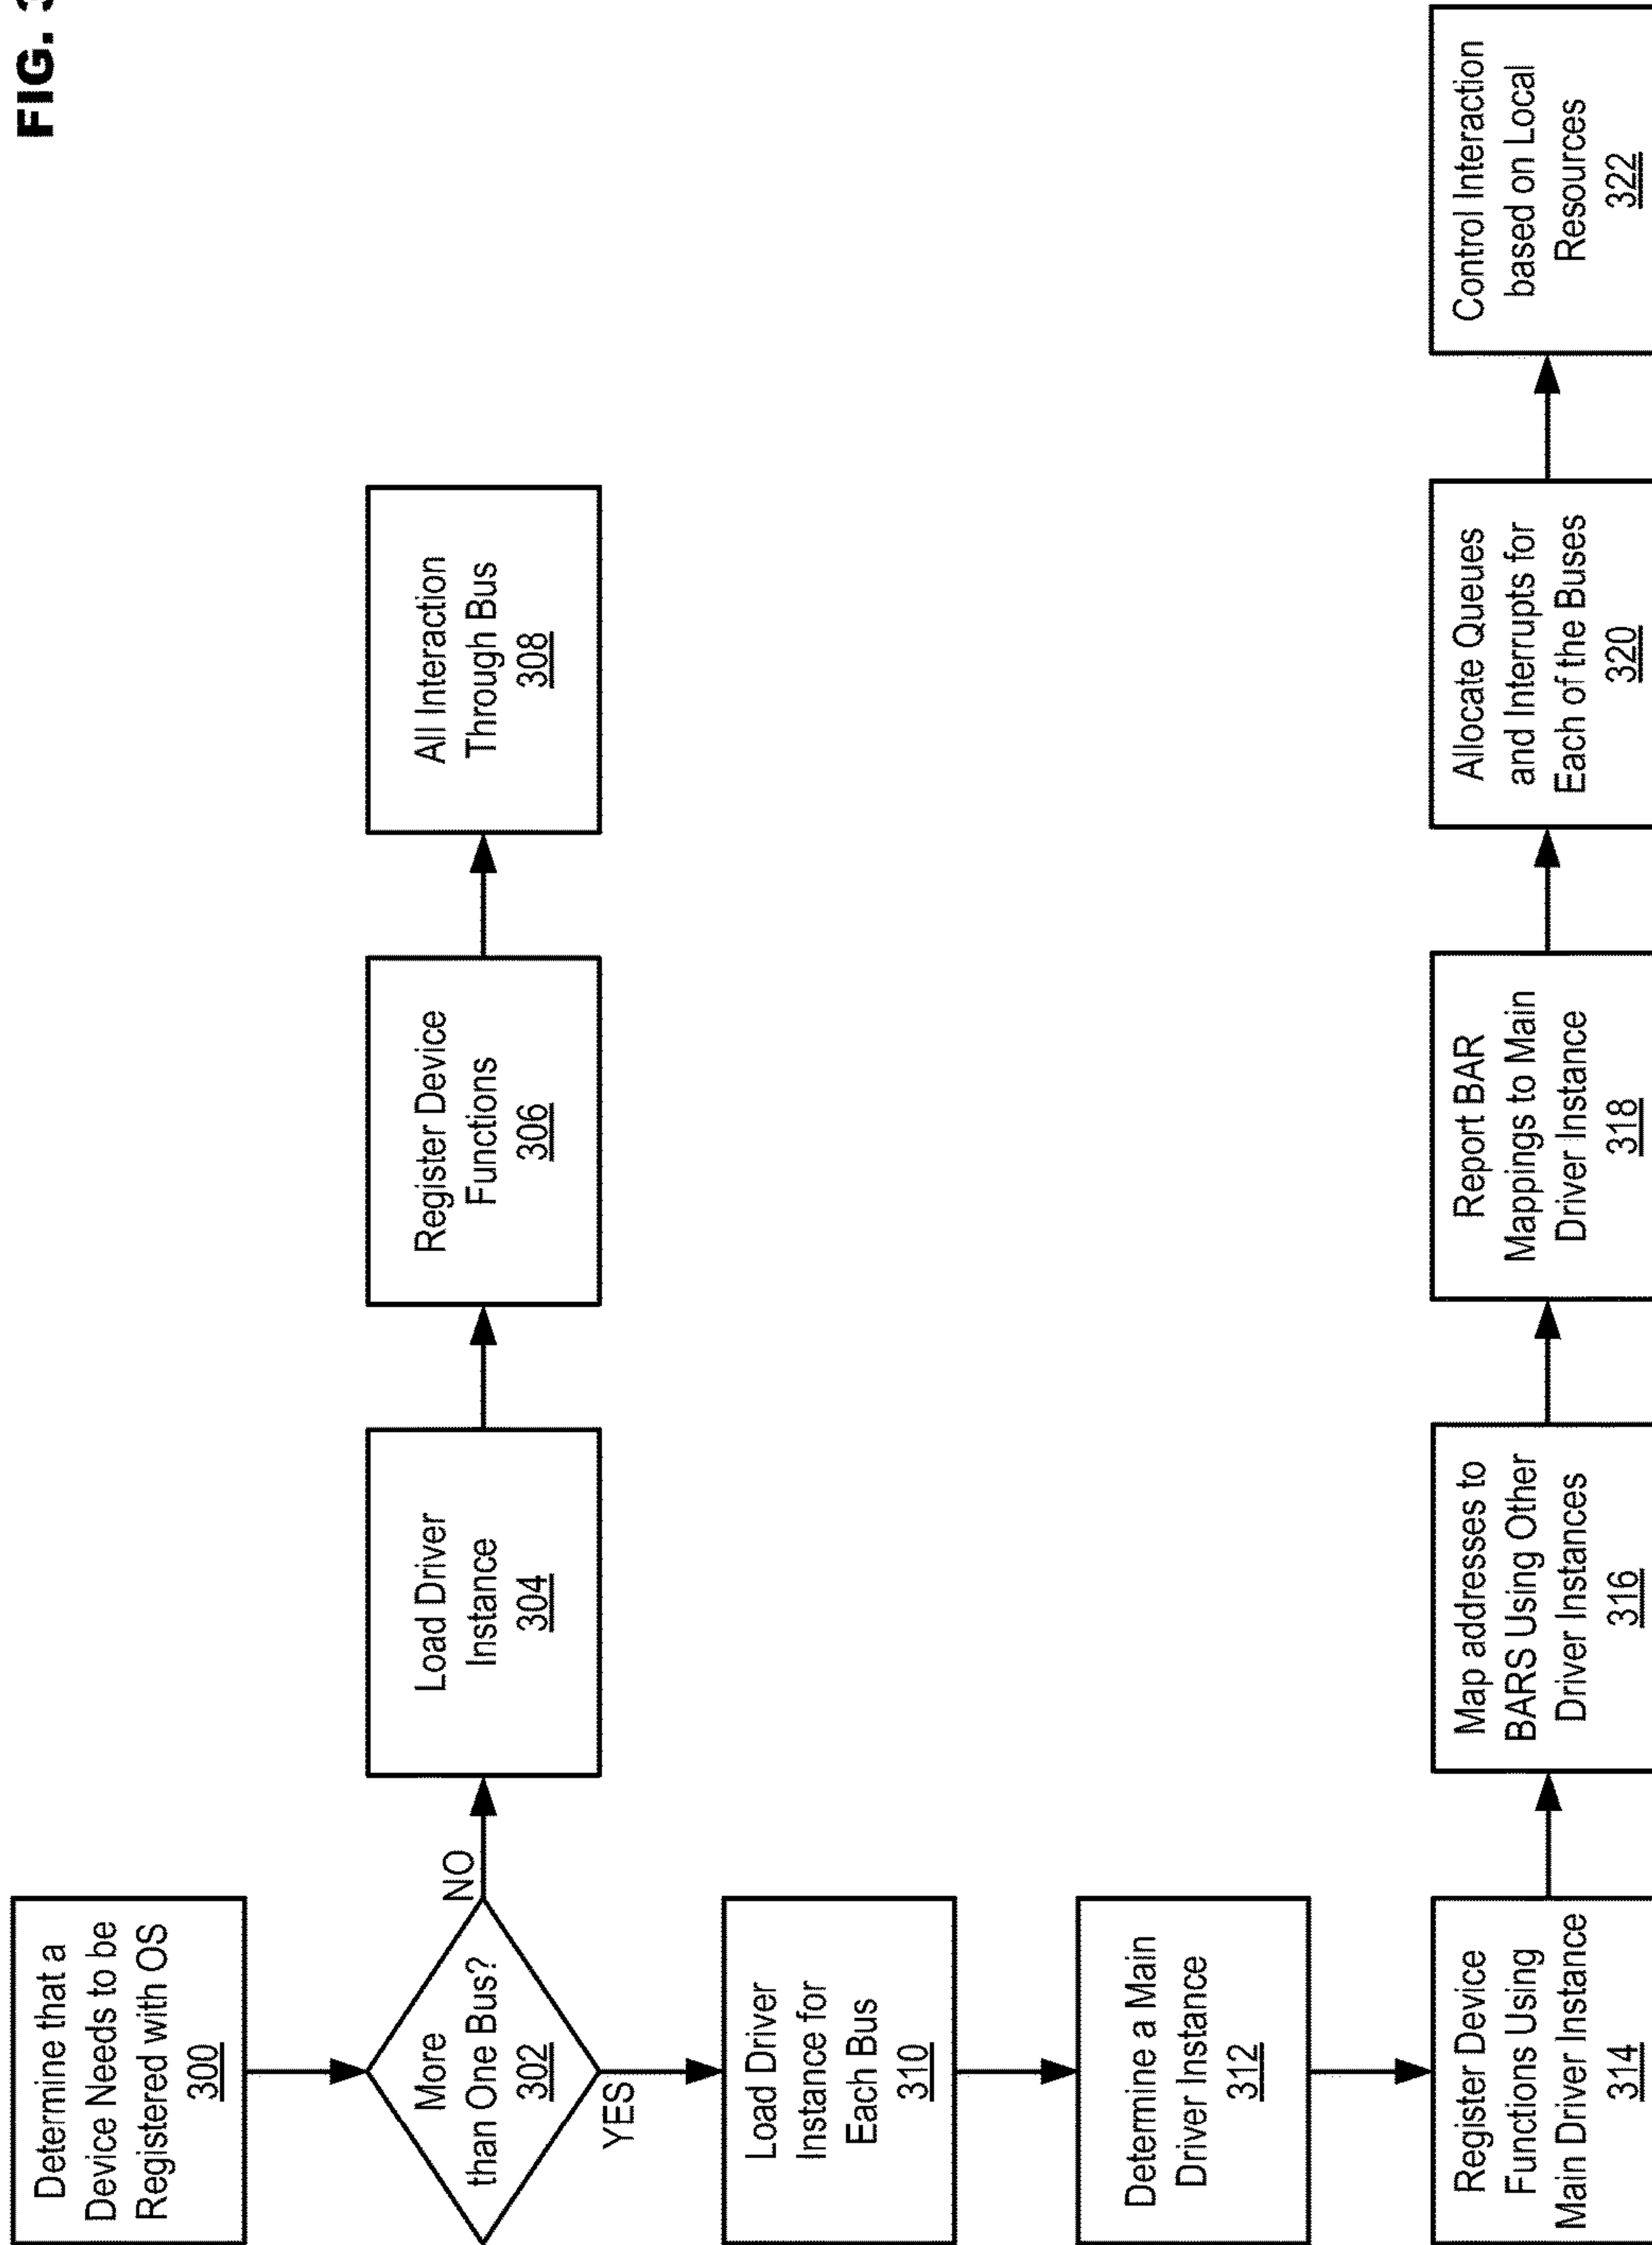 FIG. 3
Determine that a
Device Needs to be
Registered with OS
300
More
than One Bus?
302
NO
YES
Load Driver
Instance
304
Register Device
Functions
306
All Interaction
Through Bus
308
Load Driver
Instance for
Each Bus
310
Determine a Main
Driver Instance
312
Register Device
Functions Using
Main Driver Instance
314
Map addresses to
BARS Using Other
Driver Instances
316
Report BAR
Mappings to Main
Driver Instance
318
Allocate Queues
and Interrupts for
Each of the Buses
320
Control Interaction
based on Local
Resources
322